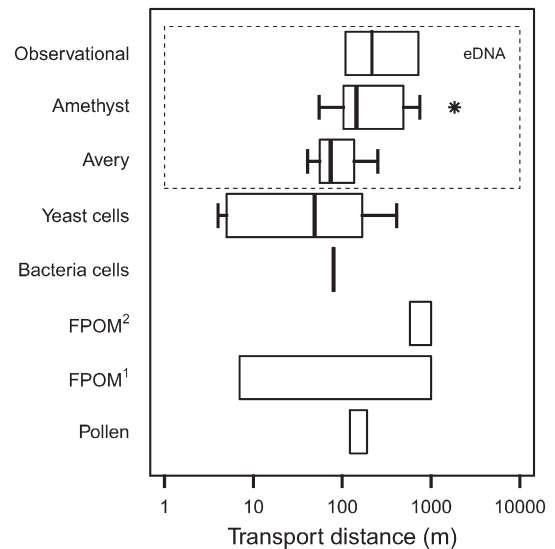 Observational
eDNA
Amethyst
Avery
Yeast cells
Bacteria cells
FPOM²
FPOM¹
Pollen
1 10 100 1000 10000
Transport distance (m)